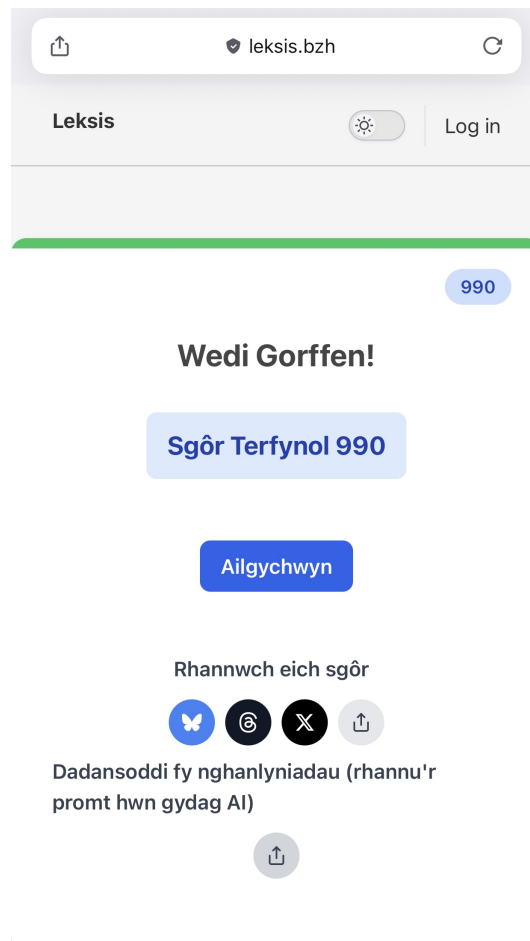 leksis.bzh
Leksis
Log in
990
Wedi Gorffen!
Sgôr Terfynol 990
Ailgychwyn
Rhannwch eich sgôr
Dadansoddi fy nghanlyniadau (rhannu'r
promt hwn gydag AI)